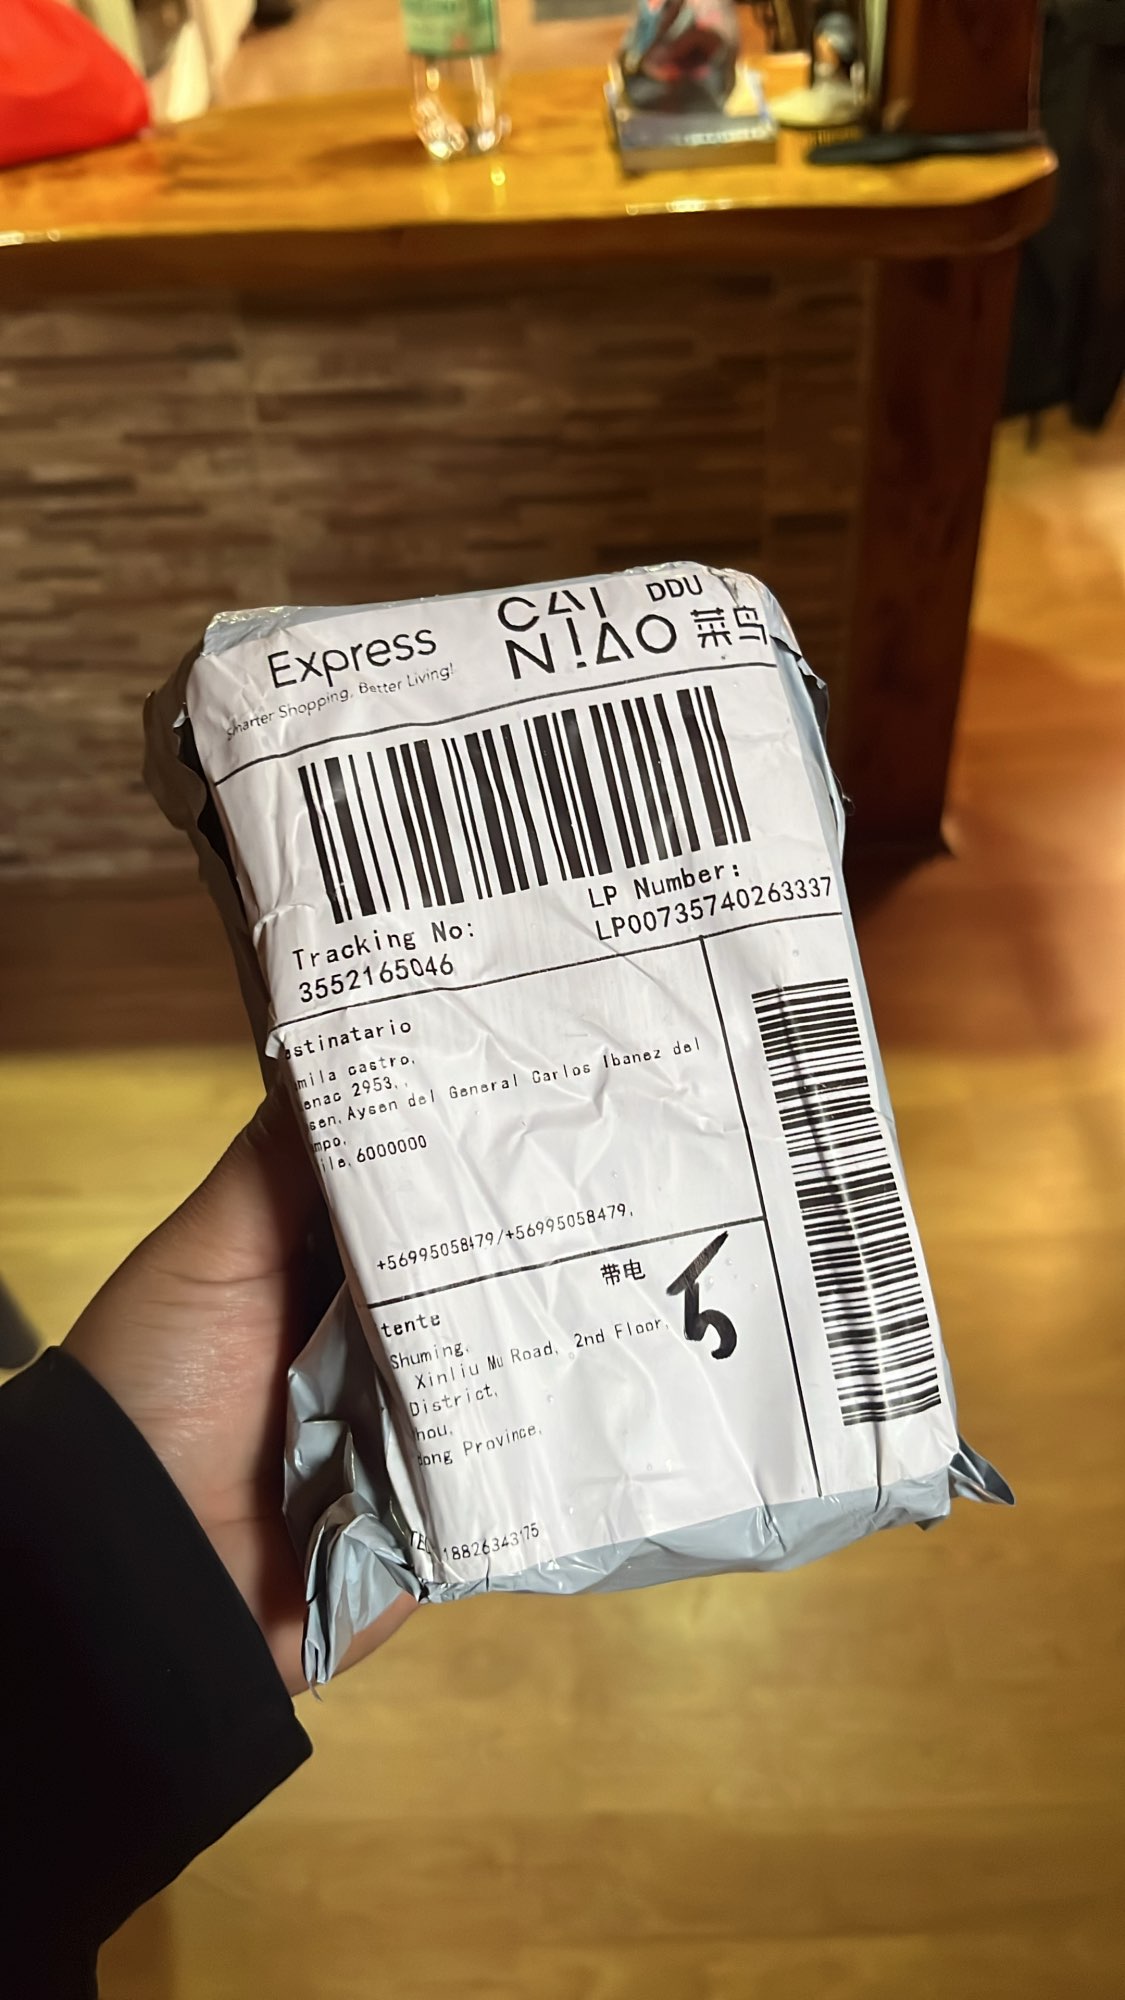 Express
Smarter Shopping, Better Living!
CAI
NIAO 菜鸟
DDU
Tracking No:
3552165046
LP Number:
LP00735740263337
stinatario
mila castro,
enac 2953, ,
sen, Aysen del General Carlos Ibanez del
mpo,
ile, 6000000
+56995058479/+56995058479,
带电
5
tente
Shuming,
Xinliu Mu Road, 2nd Floor,
District,
hou,
dong Province,
TEL 18826343175